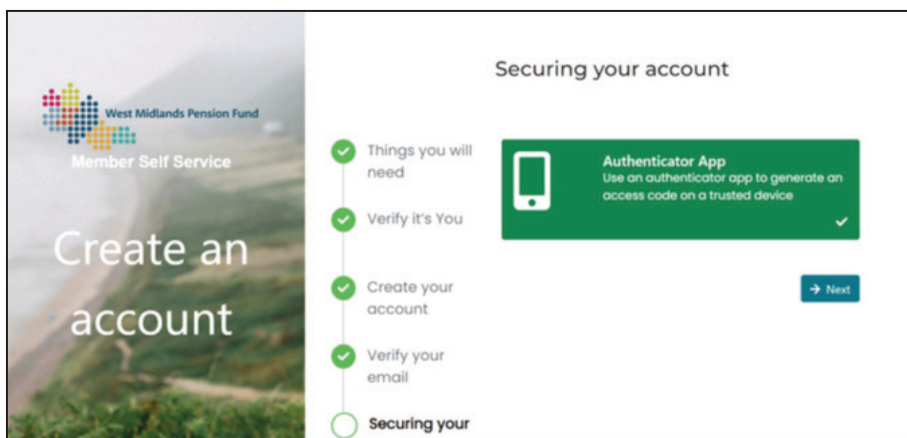 West Midlands Pension Fund
Member Self Service
Create an
account
Things you will
need
Verify it's You
Create your
account
Verify your
email
Securing your
Securing your account
Authenticator App
Use an authenticator app to generate an
access code on a trusted device
→ Next